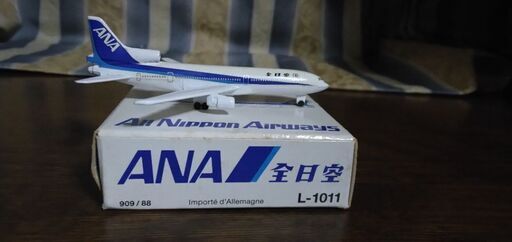 ANA
全日空
All Nippon Airways
ANA 全日空
909 / 88
Importé d'Allemagne
L-1011